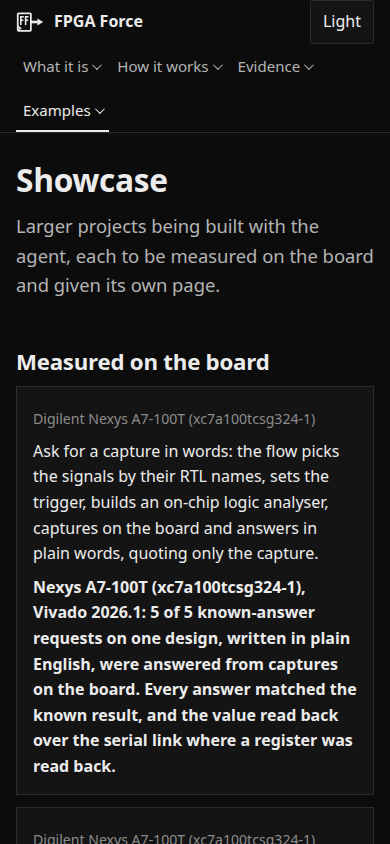 FPGA Force
Light
What it is
How it works
Evidence
Examples
Showcase
Larger projects being built with the
agent, each to be measured on the board
and given its own page.
Measured on the board
Digilent Nexys A7-100T (xc7a100tcsg324-1)
Ask for a capture in words: the flow picks
the signals by their RTL names, sets the
trigger, builds an on-chip logic analyser,
captures on the board and answers in
plain words, quoting only the capture.
Nexys A7-100T (xc7a100tcsg324-1),
Vivado 2026.1: 5 of 5 known-answer
requests on one design, written in plain
English, were answered from captures
on the board. Every answer matched the
known result, and the value read back
over the serial link where a register was
read back.
Digilent Nexys A7-100T (xc7a100tcsg324-1)